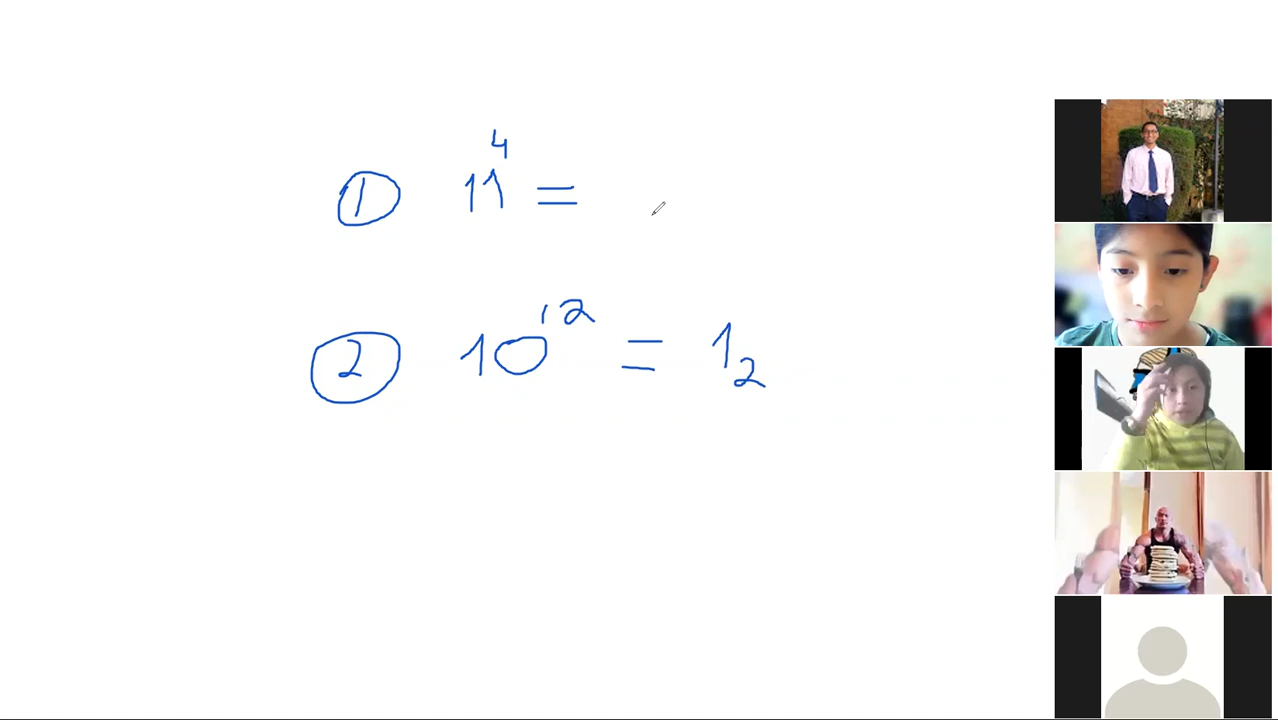 ① 11⁴ =
② 10¹² = 1₂